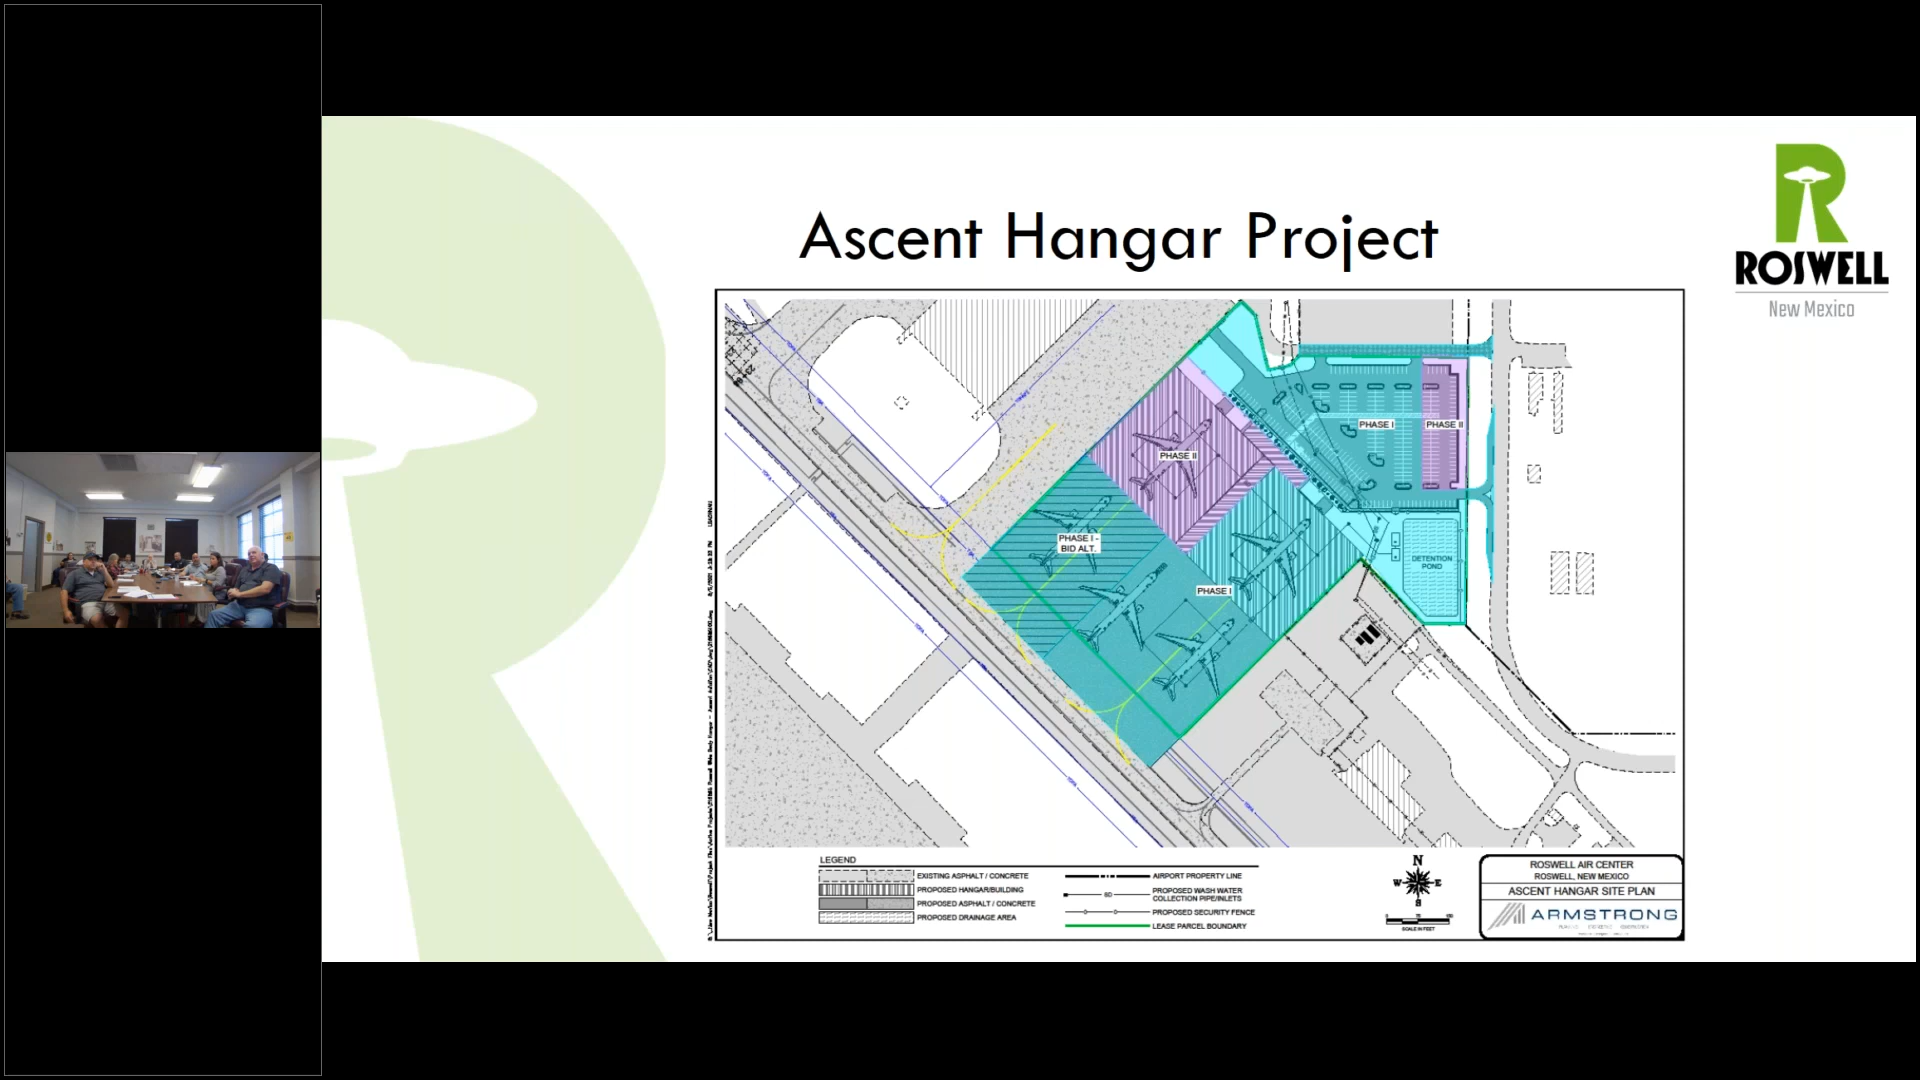 Ascent Hangar Project
ROSWELL
New Mexico
PHASE I
PHASE II
PHASE II
PHASE I -
BID ALT.
PHASE I
DETENTION
POND
LEGEND
EXISTING ASPHALT / CONCRETE
PROPOSED HANGAR/BUILDING
PROPOSED ASPHALT / CONCRETE
PROPOSED DRAINAGE AREA
AIRPORT PROPERTY LINE
PROPOSED WASH WATER
COLLECTION PIPE/INLETS
PROPOSED SECURITY FENCE
LEASE PARCEL BOUNDARY
N
W E
S
SCALE IN FEET
ROSWELL AIR CENTER
ROSWELL, NEW MEXICO
ASCENT HANGAR SITE PLAN
ARMSTRONG